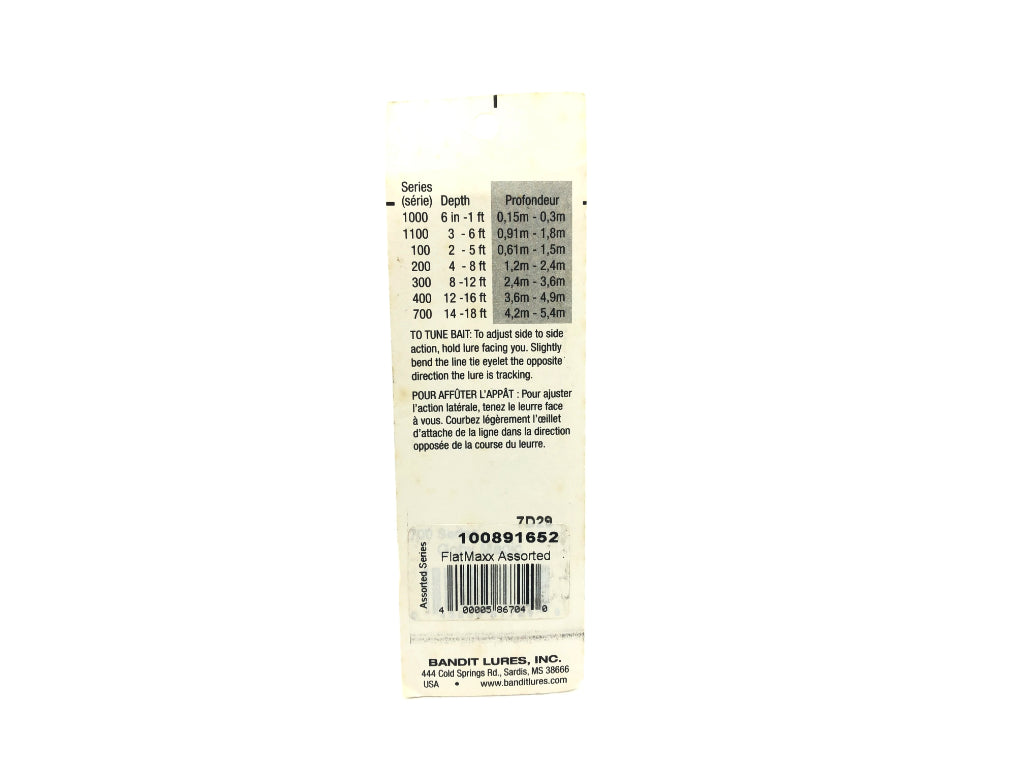 Series
(série) Depth Profondeur
1000 6 in -1 ft 0,15m - 0,3m
1100 3 - 6 ft 0,91m - 1,8m
100 2 - 5 ft 0,61m - 1,5m
200 4 - 8 ft 1,2m - 2,4m
300 8 -12 ft 2,4m - 3,6m
400 12 -16 ft 3,6m - 4,9m
700 14 -18 ft 4,2m - 5,4m
TO TUNE BAIT: To adjust side to side
action, hold lure facing you. Slightly
bend the line tie eyelet the opposite
direction the lure is tracking.
POUR AFFÛTER L'APPÂT : Pour ajuster
l'action latérale, tenez le leurre face
à vous. Courbez légèrement l'œillet
d'attache de la ligne dans la direction
opposée de la course du leurre.
7D29
100891652
FlatMaxx Assorted
Assorted Series
4 00005 86704 0
BANDIT LURES, INC.
444 Cold Springs Rd., Sardis, MS 38666
USA • www.banditlures.com